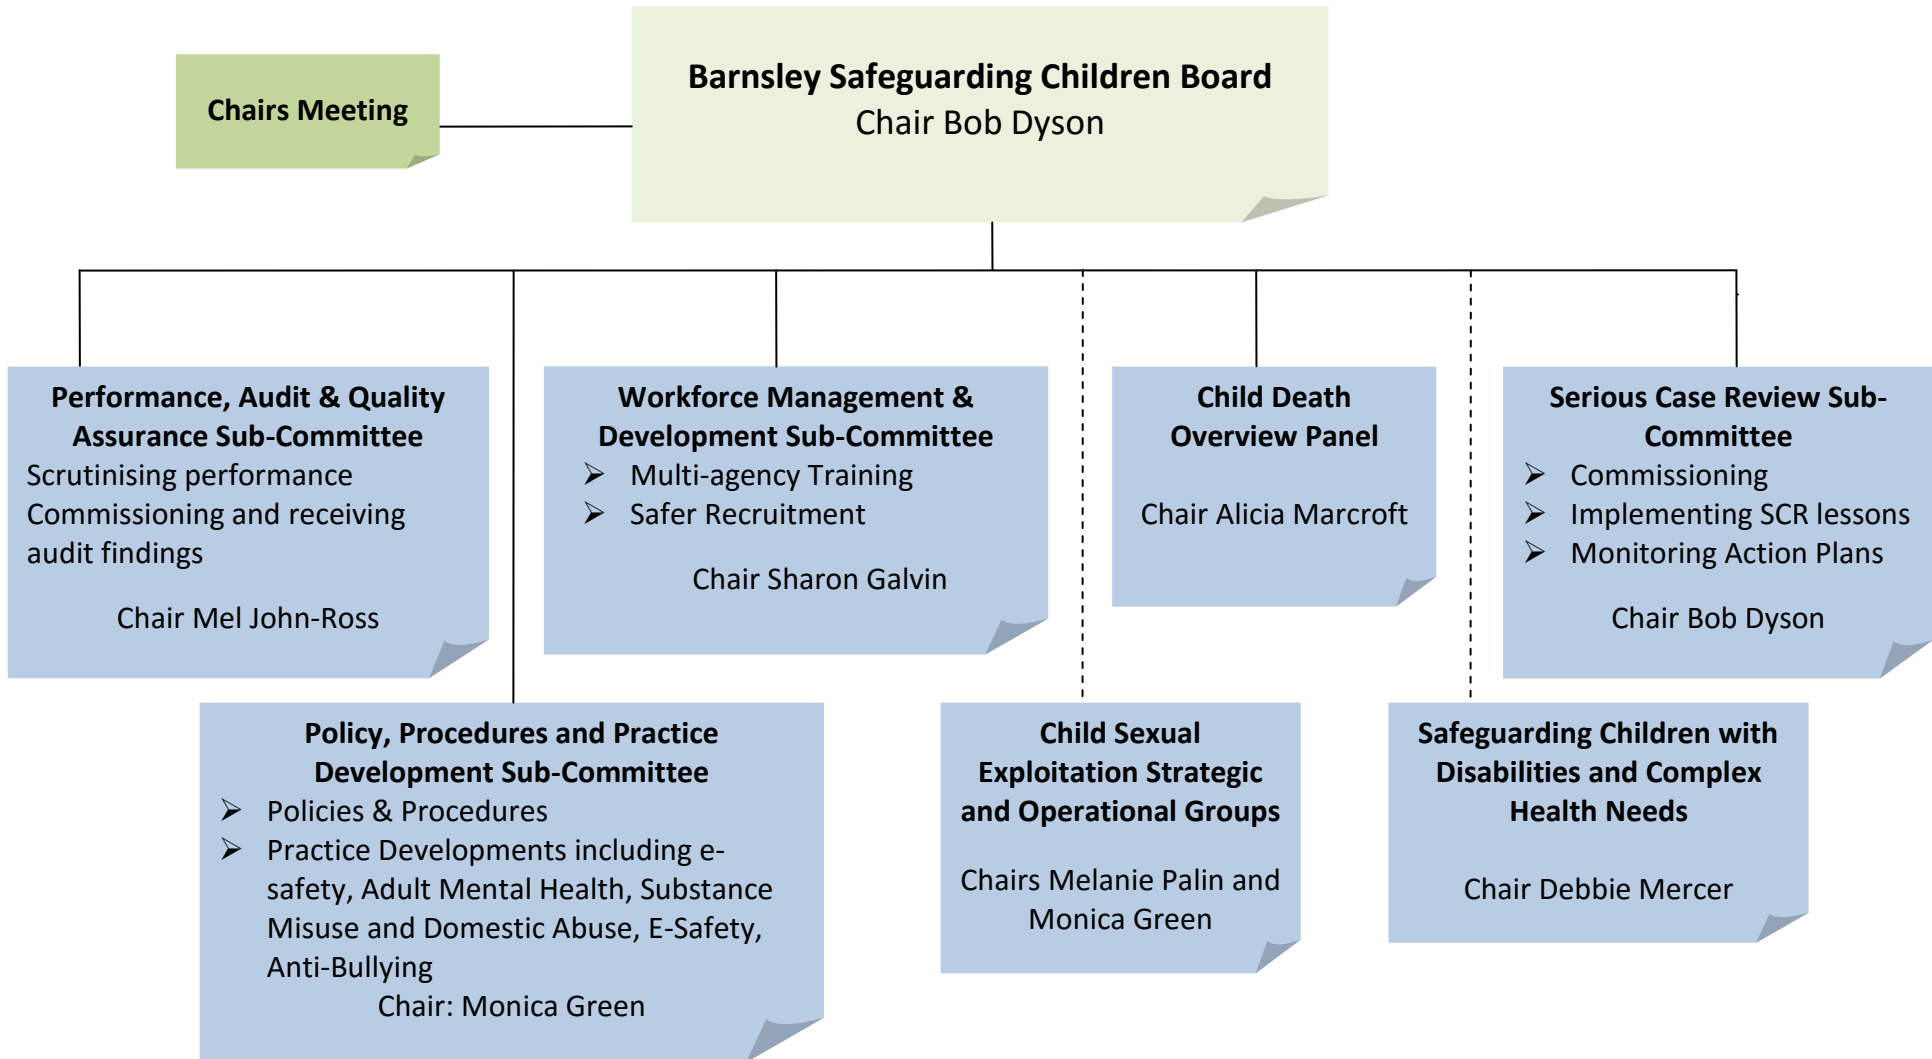 Chairs Meeting
Barnsley Safeguarding Children Board
Chair Bob Dyson
Performance, Audit & Quality
Assurance Sub-Committee
Scrutinising performance
Commissioning and receiving
audit findings
Chair Mel John-Ross
Workforce Management &
Development Sub-Committee
➢ Multi-agency Training
➢ Safer Recruitment
Chair Sharon Galvin
Child Death
Overview Panel
Chair Alicia Marcroft
Serious Case Review Sub-
Committee
➢ Commissioning
➢ Implementing SCR lessons
➢ Monitoring Action Plans
Chair Bob Dyson
Policy, Procedures and Practice
Development Sub-Committee
➢ Policies & Procedures
➢ Practice Developments including e-
safety, Adult Mental Health, Substance
Misuse and Domestic Abuse, E-Safety,
Anti-Bullying
Chair: Monica Green
Child Sexual
Exploitation Strategic
and Operational Groups
Chairs Melanie Palin and
Monica Green
Safeguarding Children with
Disabilities and Complex
Health Needs
Chair Debbie Mercer